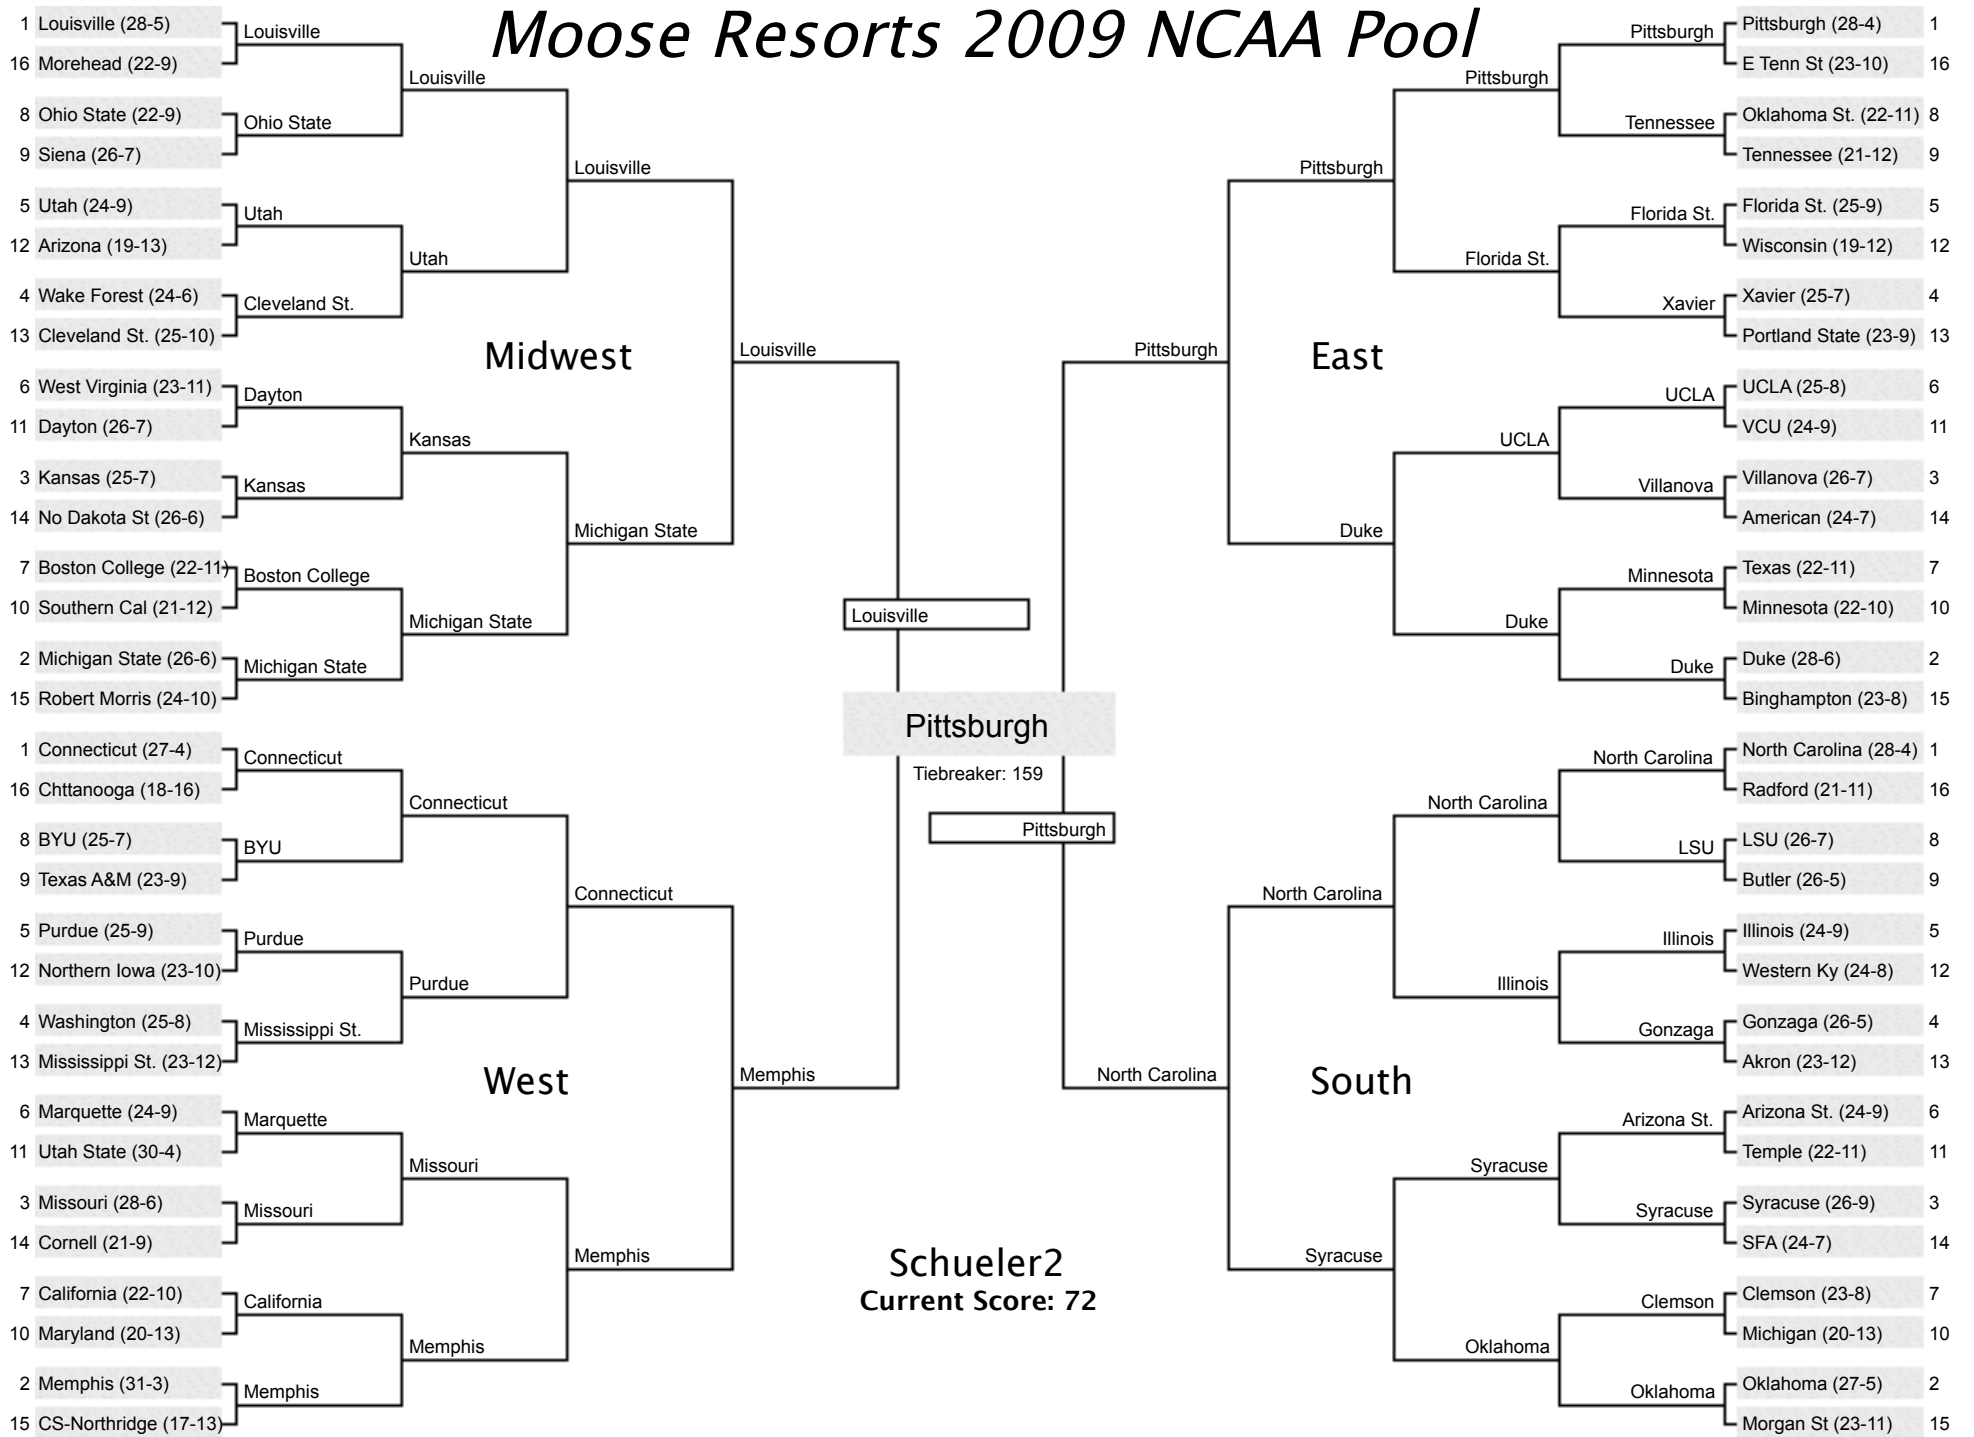 Moose Resorts 2009 NCAA Pool
1 Louisville (28-5)
16 Morehead (22-9)
8 Ohio State (22-9)
9 Siena (26-7)
5 Utah (24-9)
12 Arizona (19-13)
4 Wake Forest (24-6)
13 Cleveland St. (25-10)
6 West Virginia (23-11)
11 Dayton (26-7)
3 Kansas (25-7)
14 No Dakota St (26-6)
7 Boston College (22-11)
10 Southern Cal (21-12)
2 Michigan State (26-6)
15 Robert Morris (24-10)
Louisville
Ohio State
Utah
Cleveland St.
Dayton
Kansas
Boston College
Michigan State
Louisville
Utah
Kansas
Michigan State
Louisville
Michigan State
Midwest
Louisville
1 Connecticut (27-4)
16 Chttanooga (18-16)
8 BYU (25-7)
9 Texas A&M (23-9)
5 Purdue (25-9)
12 Northern Iowa (23-10)
4 Washington (25-8)
13 Mississippi St. (23-12)
6 Marquette (24-9)
11 Utah State (30-4)
3 Missouri (28-6)
14 Cornell (21-9)
7 California (22-10)
10 Maryland (20-13)
2 Memphis (31-3)
15 CS-Northridge (17-13)
Connecticut
BYU
Purdue
Mississippi St.
Marquette
Missouri
California
Memphis
Connecticut
Purdue
Missouri
Memphis
Connecticut
Memphis
West
Memphis
Louisville
Pittsburgh
Tiebreaker: 159
Pittsburgh
Schueler2
Current Score: 72
Pittsburgh (28-4) 1
E Tenn St (23-10) 16
Oklahoma St. (22-11) 8
Tennessee (21-12) 9
Florida St. (25-9) 5
Wisconsin (19-12) 12
Xavier (25-7) 4
Portland State (23-9) 13
UCLA (25-8) 6
VCU (24-9) 11
Villanova (26-7) 3
American (24-7) 14
Texas (22-11) 7
Minnesota (22-10) 10
Duke (28-6) 2
Binghampton (23-8) 15
Pittsburgh
Tennessee
Florida St.
Xavier
UCLA
Villanova
Minnesota
Duke
Pittsburgh
Florida St.
UCLA
Duke
Pittsburgh
Duke
East
Pittsburgh
North Carolina (28-4) 1
Radford (21-11) 16
LSU (26-7) 8
Butler (26-5) 9
Illinois (24-9) 5
Western Ky (24-8) 12
Gonzaga (26-5) 4
Akron (23-12) 13
Arizona St. (24-9) 6
Temple (22-11) 11
Syracuse (26-9) 3
SFA (24-7) 14
Clemson (23-8) 7
Michigan (20-13) 10
Oklahoma (27-5) 2
Morgan St (23-11) 15
North Carolina
LSU
Illinois
Gonzaga
Arizona St.
Syracuse
Clemson
Oklahoma
North Carolina
Illinois
Syracuse
Oklahoma
North Carolina
Syracuse
South
North Carolina